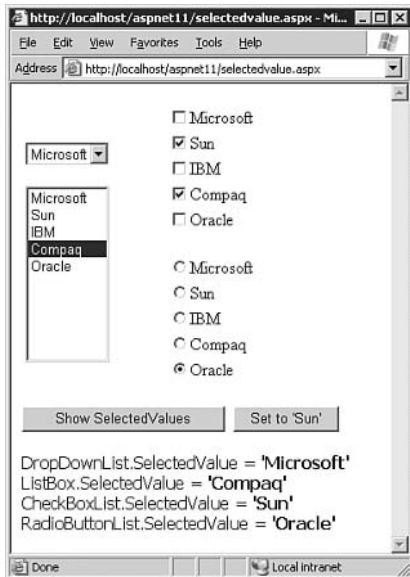 http://localhost/aspnet11/selectedvalue.aspx - Mi...
File Edit View Favorites Tools Help
Address http://localhost/aspnet11/selectedvalue.aspx
Microsoft
Sun
IBM
Compaq
Oracle
Microsoft
Microsoft
Sun
IBM
Compaq
Oracle
Microsoft
Sun
IBM
Compaq
Oracle
Show SelectedValues Set to 'Sun'
DropDownList.SelectedValue = 'Microsoft'
ListBox.SelectedValue = 'Compaq'
CheckBoxList.SelectedValue = 'Sun'
RadioButtonList.SelectedValue = 'Oracle'
Done Local intranet